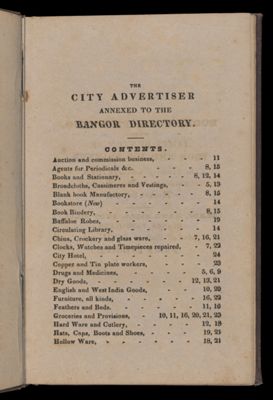 THE
CITY ADVERTISER
ANNEXED TO THE
BANGOR DIRECTORY.
CONTENTS.
Auction and commission business, - - - 11
Agents for Periodicals &c. - - - 8, 15
Books and Stationary, - - - 8, 12, 14
Broadcloths, Cassimeres and Vestings, - - 5, 13
Blank book Manufactory, - - - - 8, 15
Bookstore (New) 14
Book Bindery, - - - - - 8, 15
Buffaloe Robes, - - - - - 19
Circulating Library, - - - - 14
China, Crockery and glass ware, - - 7, 16, 21
Clocks, Watches and Timepieces repaired, - 7, 22
City Hotel, - - - - - 24
Copper and Tin plate workers, - - - 23
Drugs and Medicines, - - - - 5, 6, 9
Dry Goods, - - - - 12, 13, 21
English and West India Goods, - - 10, 20
Furniture, all kinds, - - - - 16, 22
Feathers and Beds. - - - - 11, 16
Groceries and Provisions, - 10, 11, 16, 20, 21, 23
Hard Ware and Cutlery, - - - 12, 18
Hats, Caps, Boots and Shoes, - - - 19, 21
Hollow Ware, - - - - - 18, 21